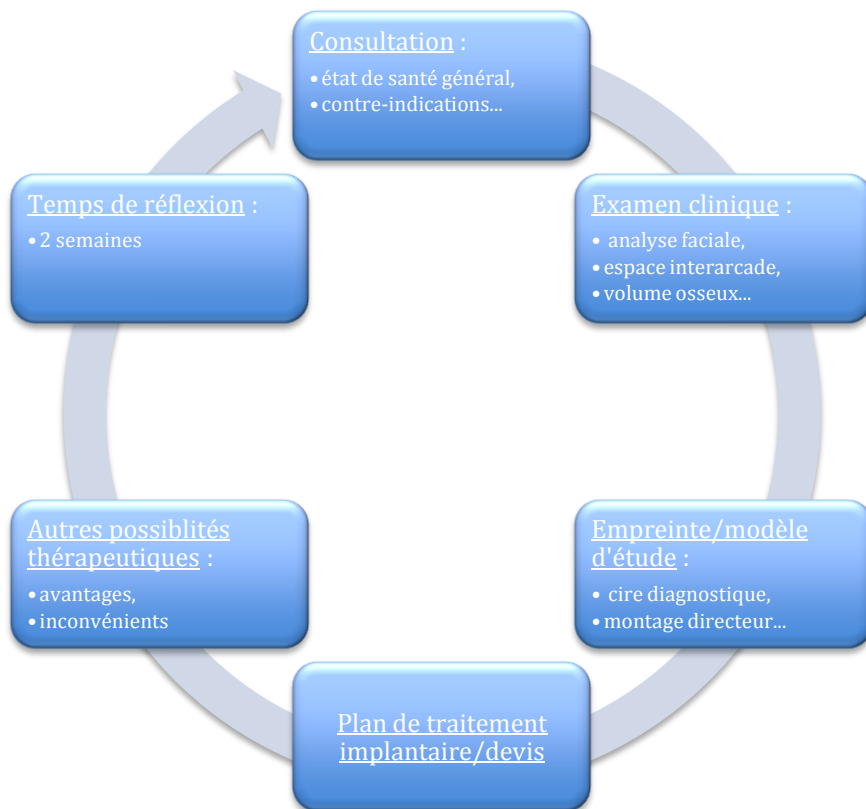 Consultation :
• état de santé général,
• contre-indications...
Examen clinique :
• analyse faciale,
• espace interarcade,
• volume osseux...
Empreinte/modèle
d'étude :
• cire diagnostique,
• montage directeur...
Plan de traitement
implantaire/devis
Autres possiblités
thérapeutiques :
• avantages,
• inconvénients
Temps de réflexion :
• 2 semaines